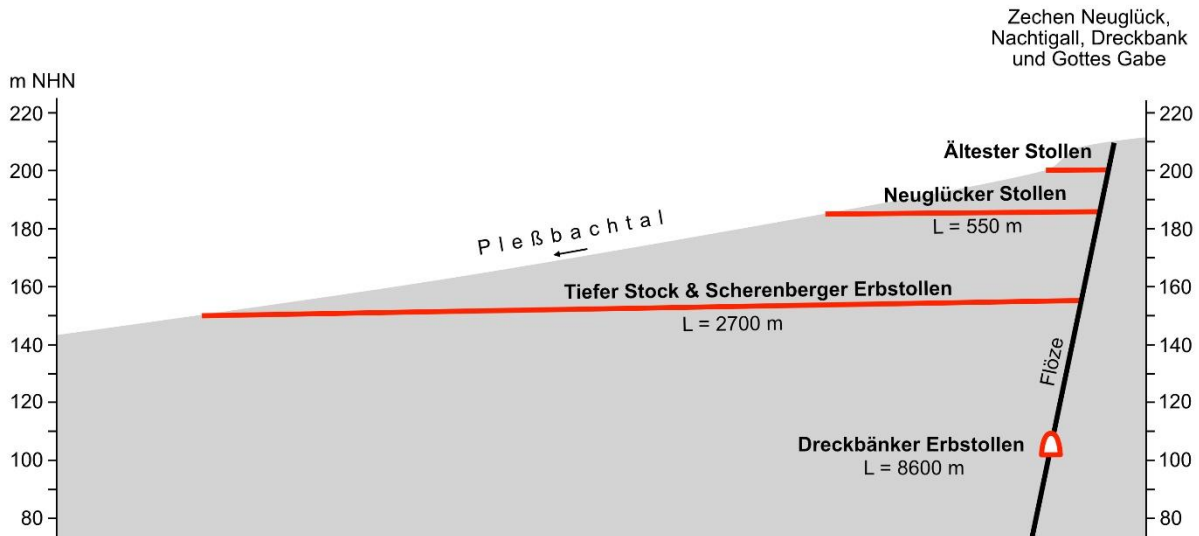 Zechen Neuglück,
Nachtigall, Dreckbank
und Gottes Gabe
m NHN
220
220
Ältester Stollen
200
200
Neuglücker Stollen
L = 550 m
180
180
Pleßbachtal
160
160
Tiefer Stock & Scherenberger Erbstollen
L = 2700 m
140
140
Flöze
120
120
Dreckbänker Erbstollen
L = 8600 m
100
100
80
80